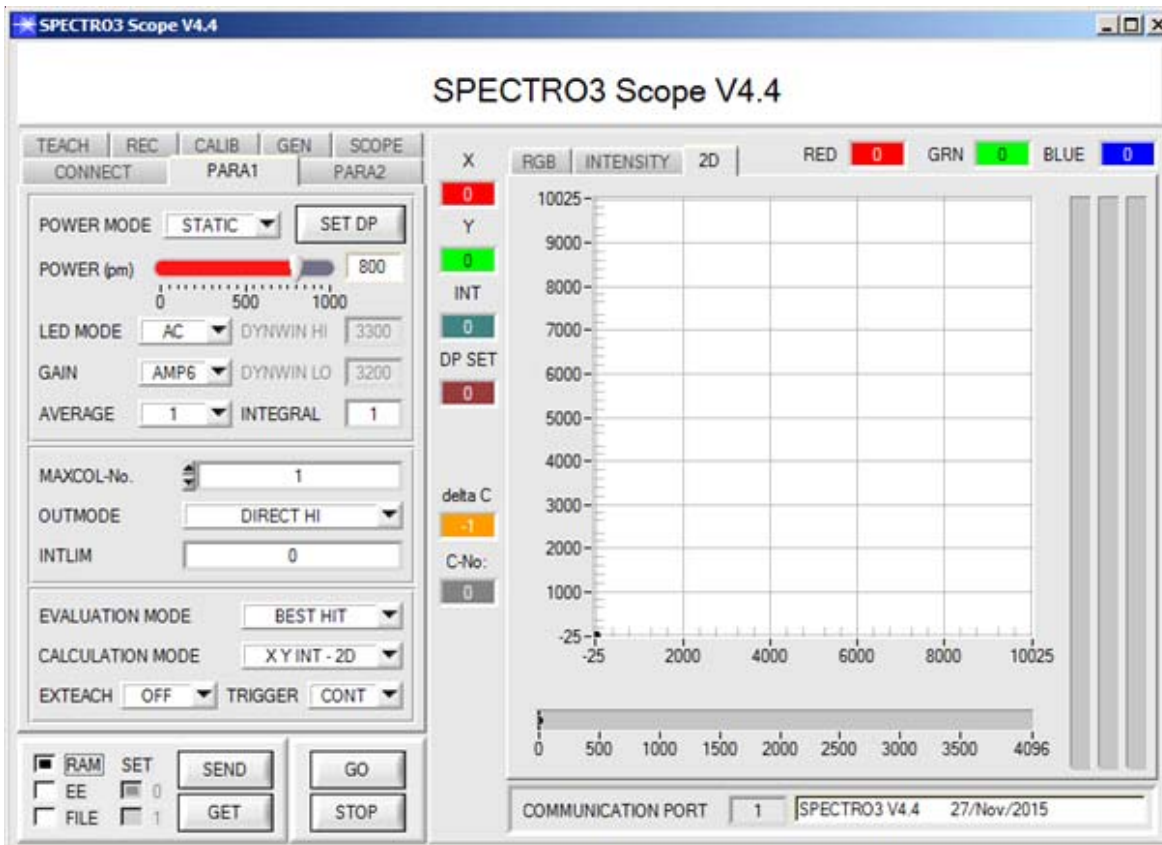 SPECTRO3 Scope V4.4
SPECTRO3 Scope V4.4
TEACH REC CALIB GEN SCOPE
CONNECT PARA1 PARA2
POWER MODE STATIC SET DP
POWER (pm) 800
0 500 1000
LED MODE AC DYNWIN HI 3300
GAIN AMP6 DYNWIN LO 3200
AVERAGE 1 INTEGRAL 1
MAXCOL-No. 1
OUTMODE DIRECT HI
INTLIM 0
EVALUATION MODE BEST HIT
CALCULATION MODE X Y INT - 2D
EXTEACH OFF TRIGGER CONT
RAM SET
EE 0
FILE 1
SEND
GET
GO
STOP
X
0
Y
0
INT
0
DP SET
0
delta C
-1
C-No:
0
RGB INTENSITY 2D RED 0 GRN 0 BLUE 0
10025
9000
8000
7000
6000
5000
4000
3000
2000
1000
-25
-25 2000 4000 6000 8000 10025
0 500 1000 1500 2000 2500 3000 3500 4096
COMMUNICATION PORT 1 SPECTRO3 V4.4 27/Nov/2015